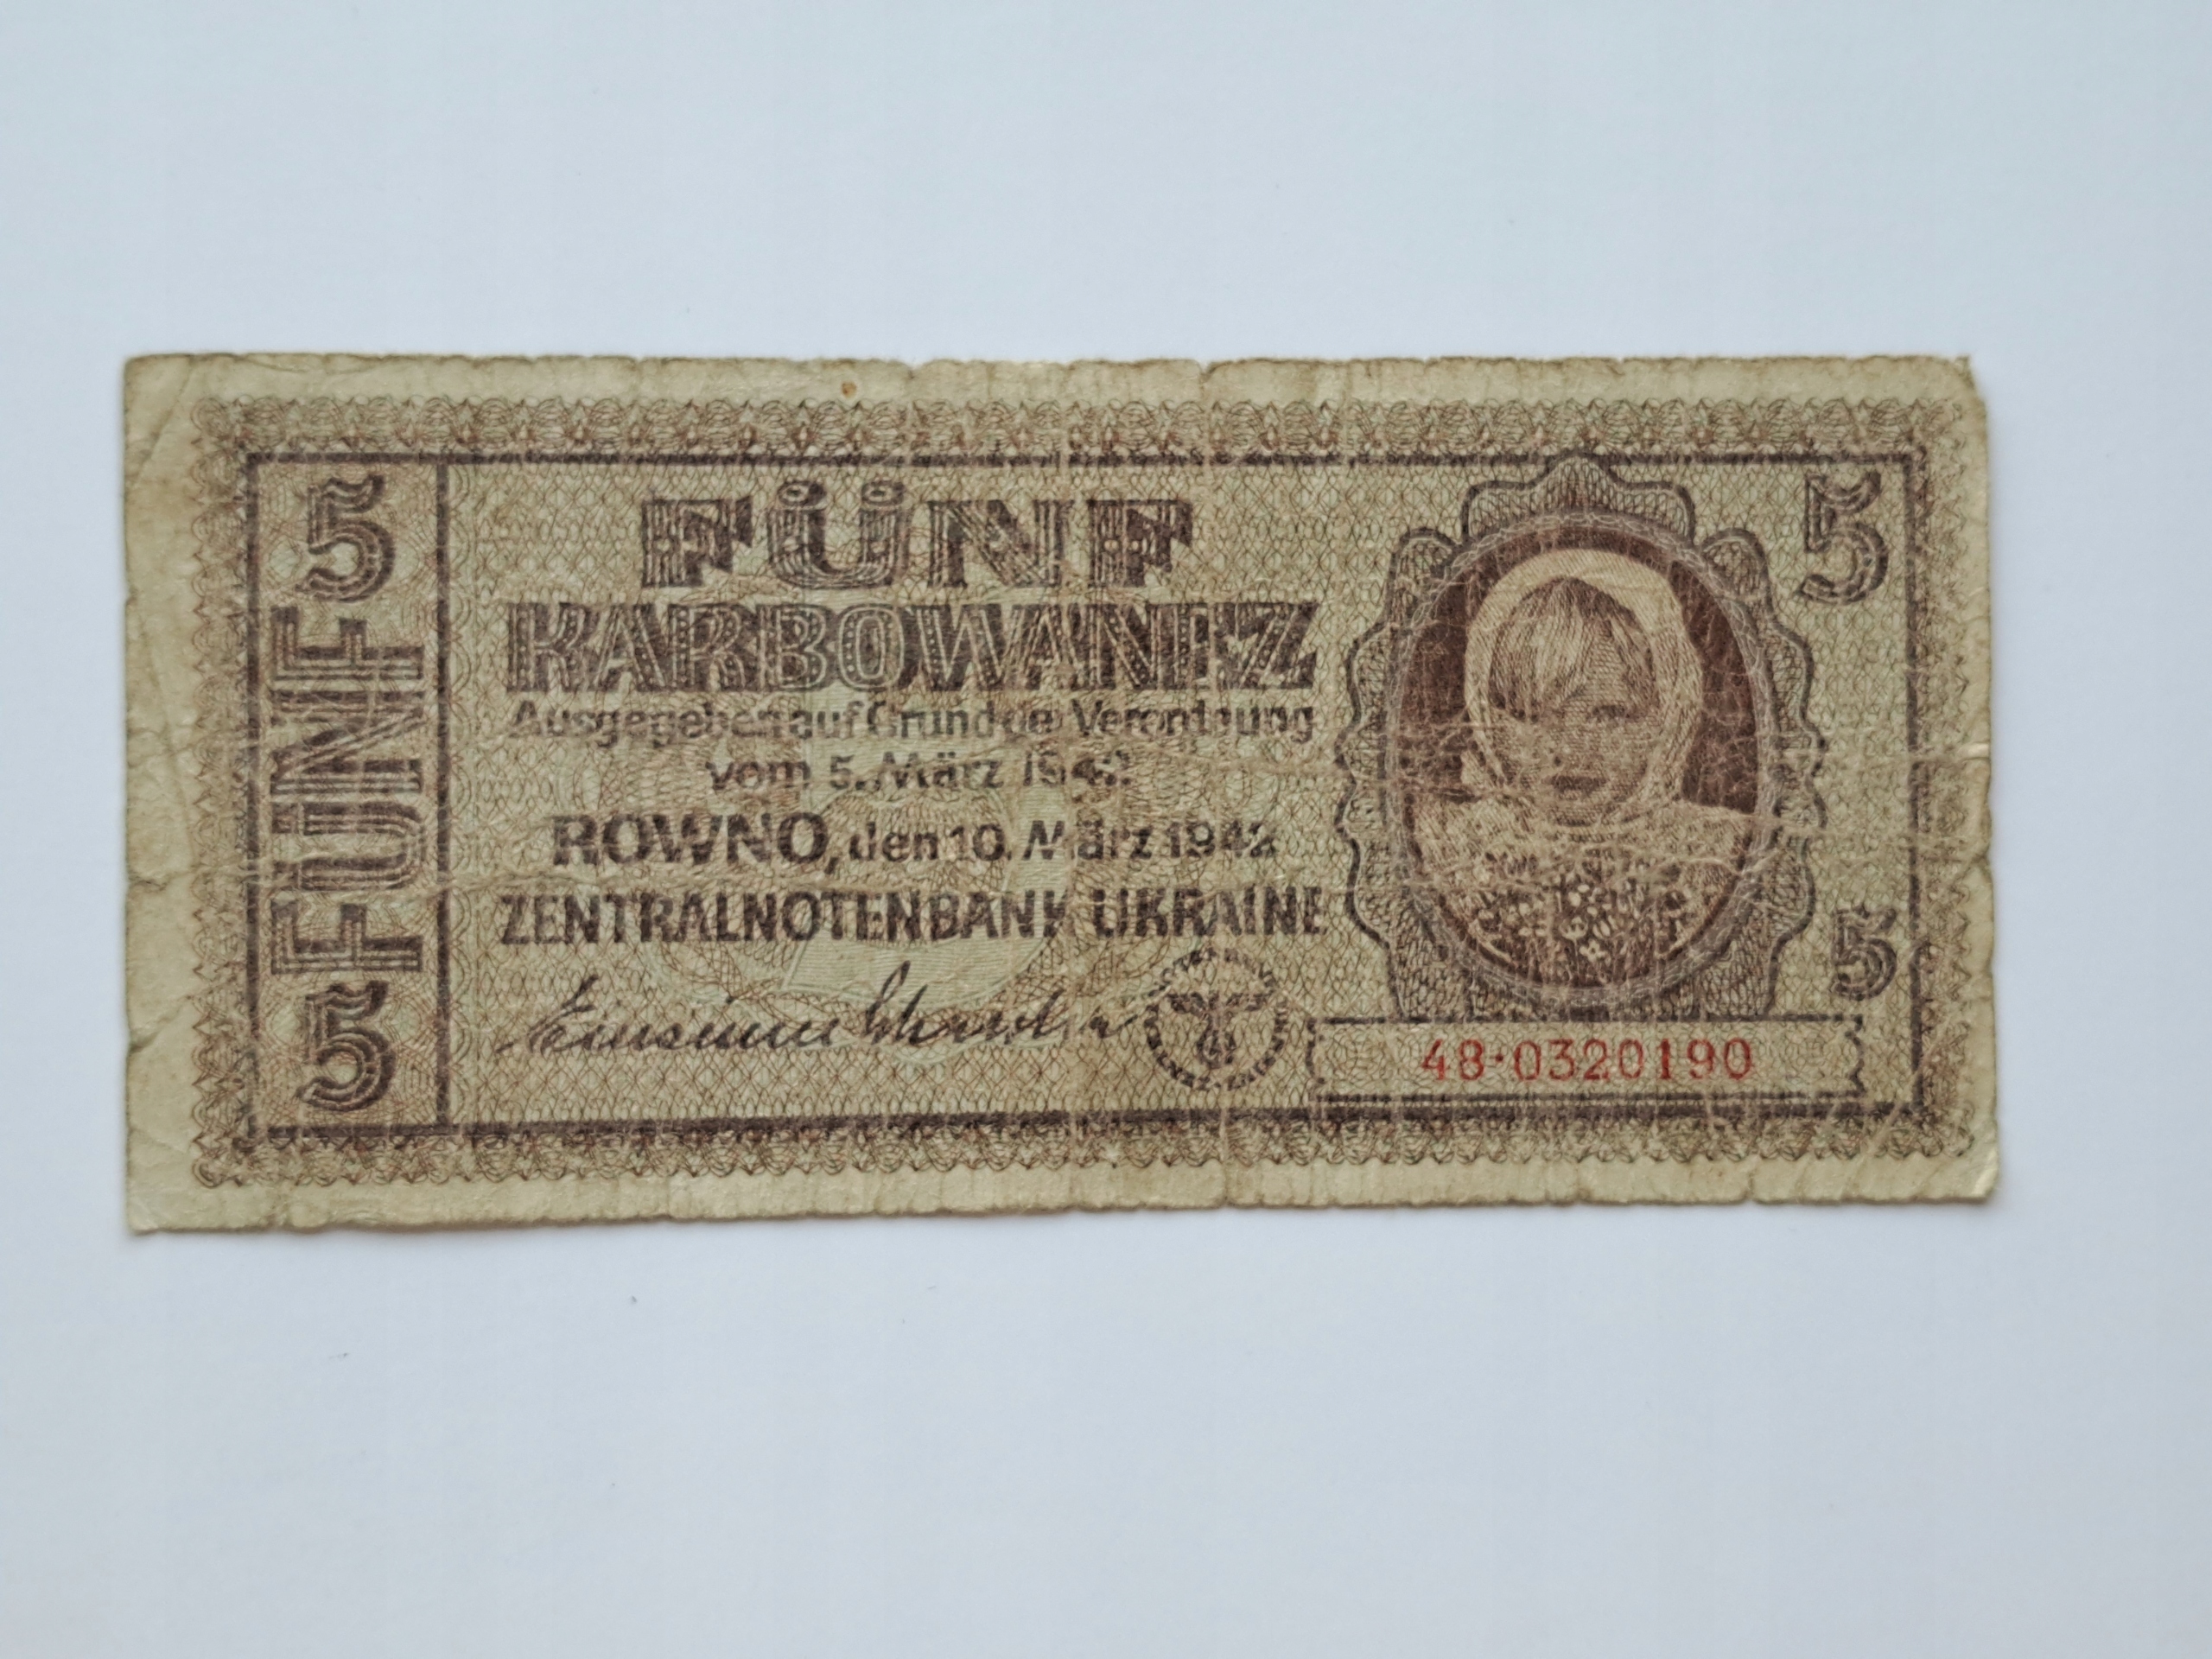 5
FÜNF
5
FÜNF
KARBOWANEZ
Ausgegeben auf Grund der Verordnung
vom 5. März 1942
ROWNO, den 10. März 1942
ZENTRALNOTENBANK UKRAINE
5
5
48·0320190